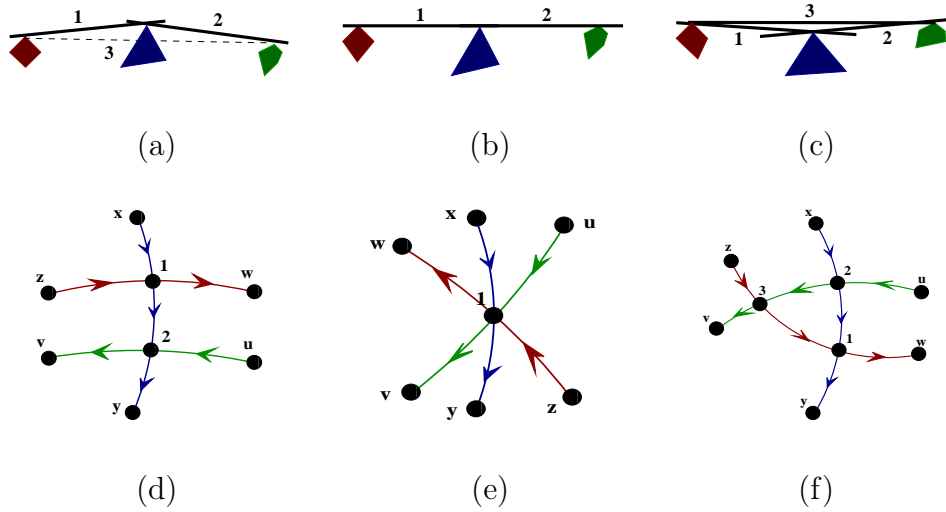 1 2 3
1 2
3 1 2
(a) (b) (c)
x 1 z w v 2 u y
x u w 1 v y z
x z 2 u 3 v 1 w y
(d) (e) (f)